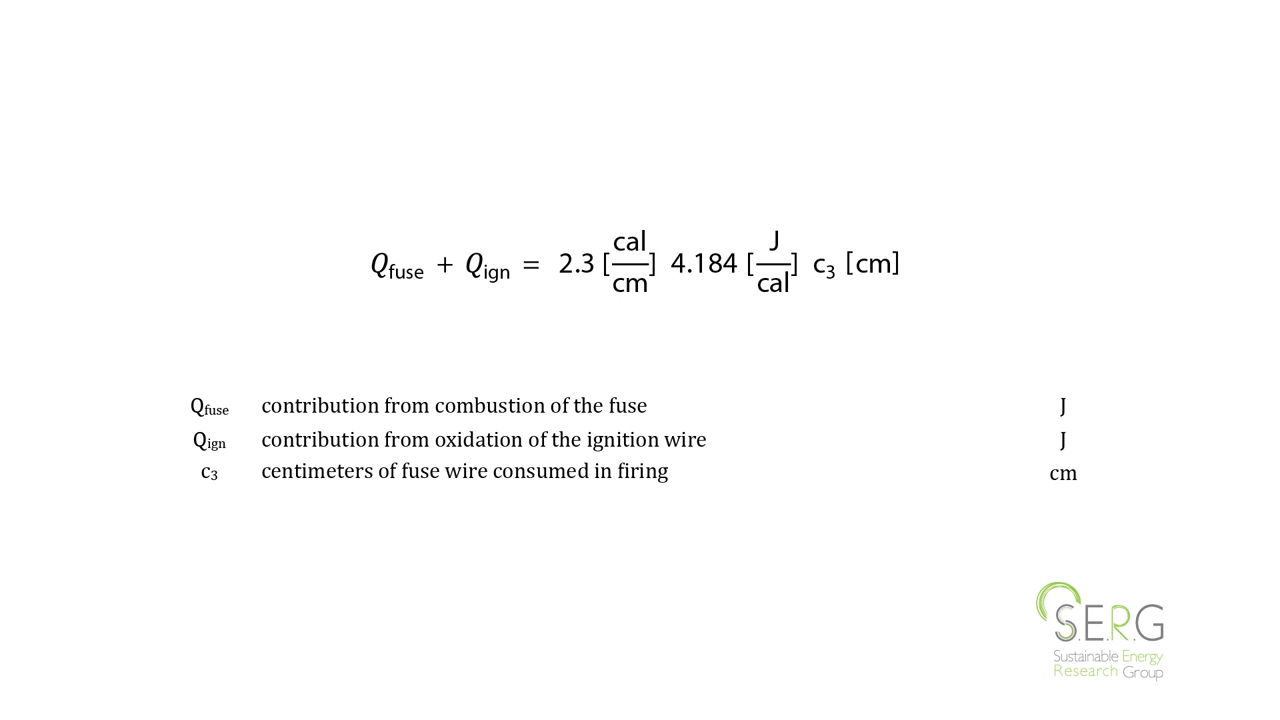 Qfuse + Qign = 2.3 [cal/cm] 4.184 [J/cal] c3 [cm]
Qfuse contribution from combustion of the fuse J
Qign contribution from oxidation of the ignition wire J
c3 centimeters of fuse wire consumed in firing cm
S.E.R.G
Sustainable Energy
Research Group